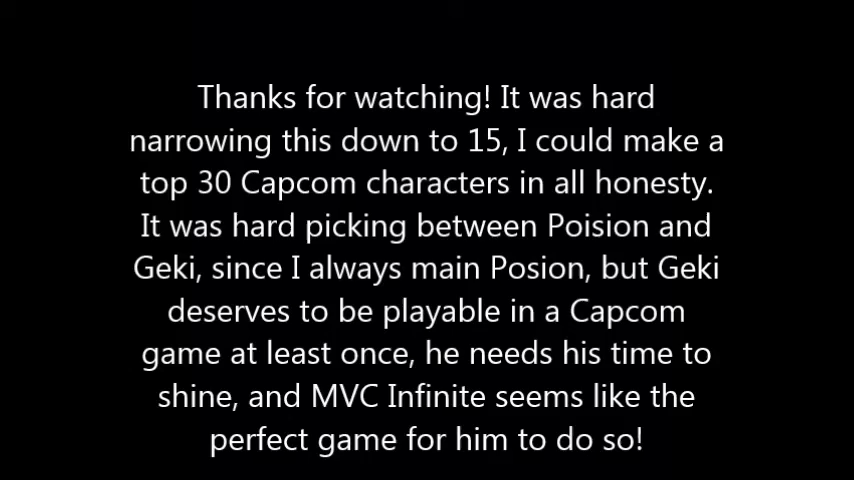 Thanks for watching! It was hard
narrowing this down to 15, I could make a
top 30 Capcom characters in all honesty.
It was hard picking between Poision and
Geki, since I always main Posion, but Geki
deserves to be playable in a Capcom
game at least once, he needs his time to
shine, and MVC Infinite seems like the
perfect game for him to do so!